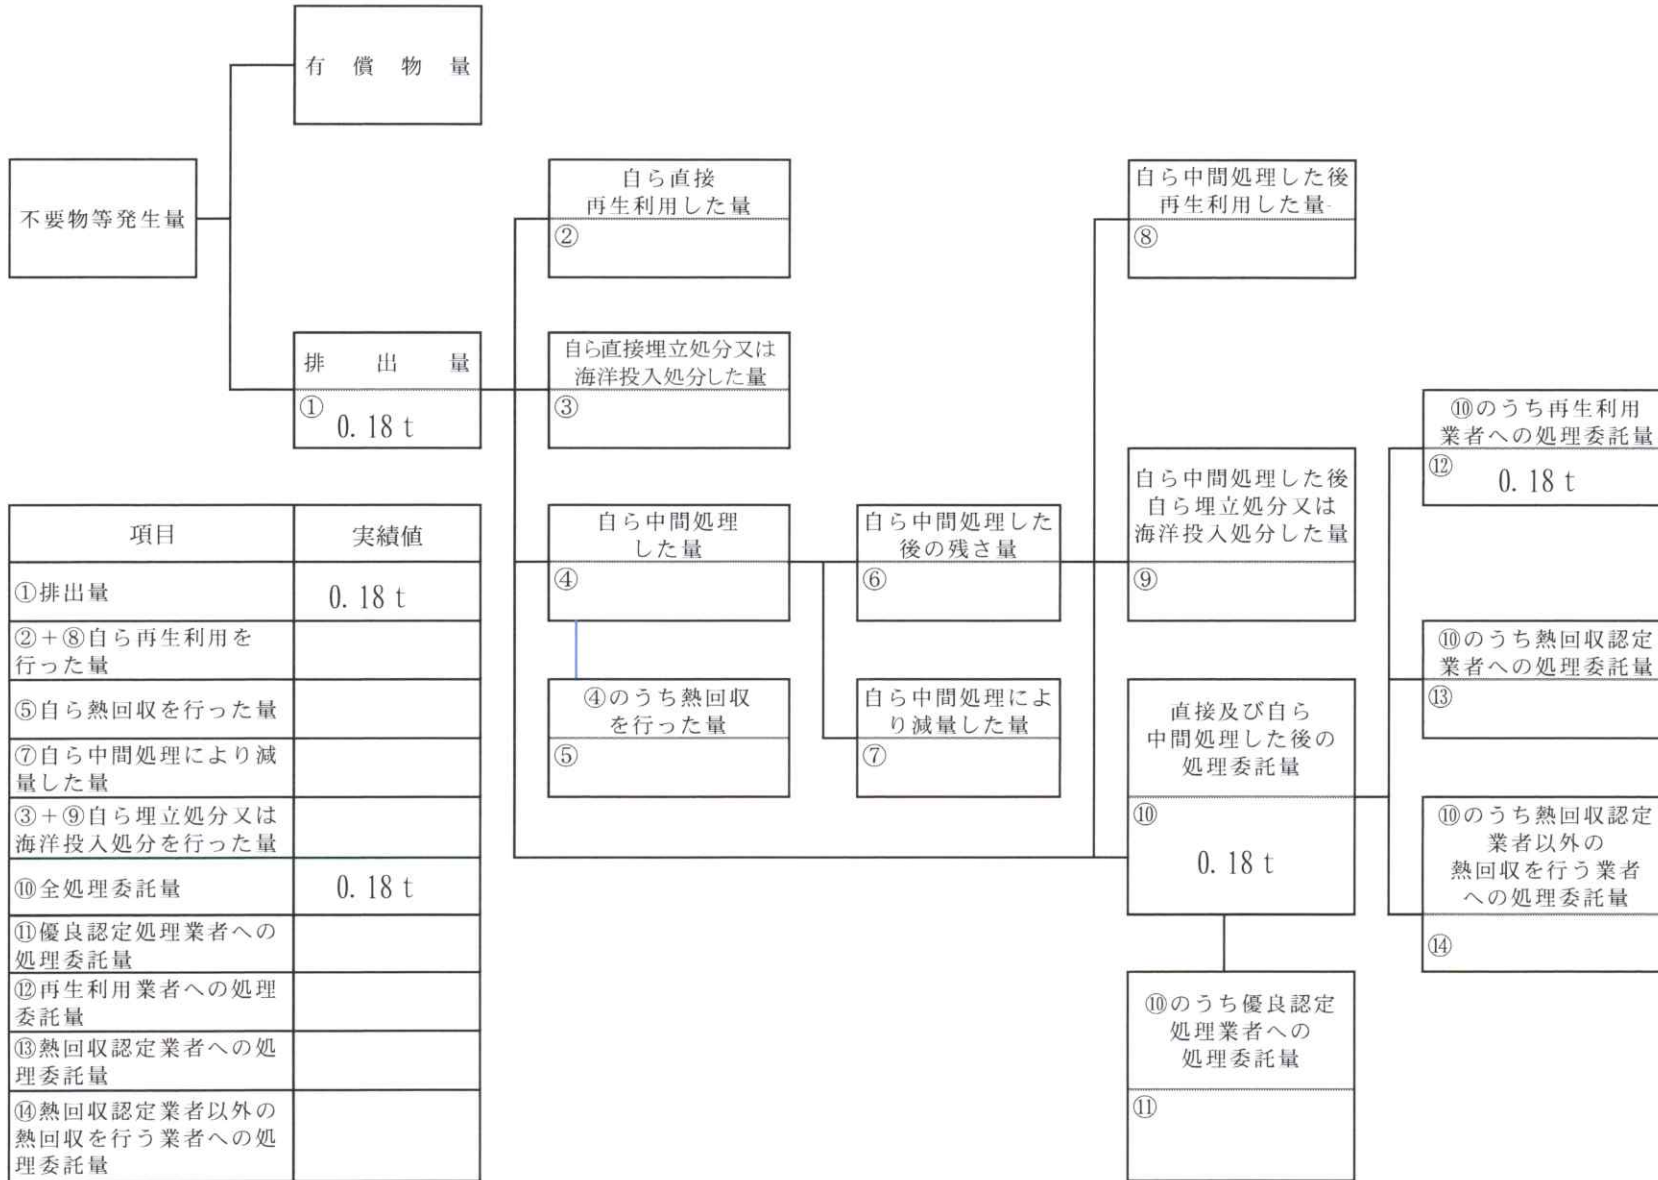 有償物量
不要物等発生量
排出量
①
0.18 t
自ら直接
再生利用した量
②
自ら直接埋立処分又は
海洋投入処分した量
③
自ら中間処理
した量
④
④のうち熱回収
を行った量
⑤
自ら中間処理した
後の残さ量
⑥
自ら中間処理によ
り減量した量
⑦
自ら中間処理した後
再生利用した量
⑧
自ら中間処理した後
自ら埋立処分又は
海洋投入処分した量
⑨
直接及び自ら
中間処理した後の
処理委託量
⑩
0.18 t
⑩のうち優良認定
処理業者への
処理委託量
⑪
⑩のうち再生利用
業者への処理委託量
⑫
0.18 t
⑩のうち熱回収認定
業者への処理委託量
⑬
⑩のうち熱回収認定
業者以外の
熱回収を行う業者
への処理委託量
⑭
項目 実績値
①排出量 0.18 t
②+⑧自ら再生利用を
行った量
⑤自ら熱回収を行った量
⑦自ら中間処理により減
量した量
③+⑨自ら埋立処分又は
海洋投入処分を行った量
⑩全処理委託量 0.18 t
⑪優良認定処理業者への
処理委託量
⑫再生利用業者への処理
委託量
⑬熱回収認定業者への処
理委託量
⑭熱回収認定業者以外の
熱回収を行う業者への処
理委託量